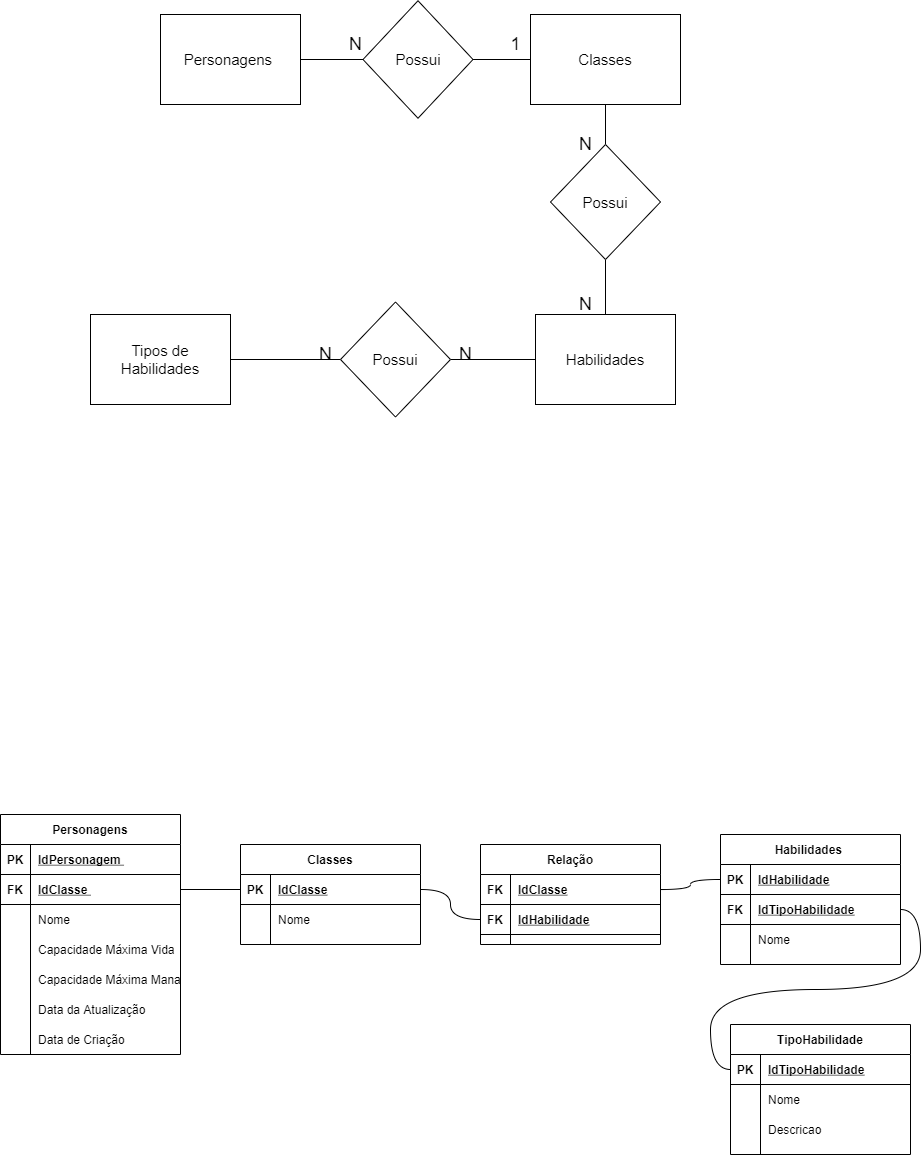 Personagens
N
Possui
1
Classes
N
Possui
N
Tipos de
Habilidades
N
Possui
N
Habilidades
Personagens
PK IdPersonagem
FK IdClasse
Nome
Capacidade Máxima Vida
Capacidade Máxima Mana
Data da Atualização
Data de Criação
Classes
PK IdClasse
Nome
Relação
FK IdClasse
FK IdHabilidade
Habilidades
PK IdHabilidade
FK IdTipoHabilidade
Nome
TipoHabilidade
PK IdTipoHabilidade
Nome
Descricao